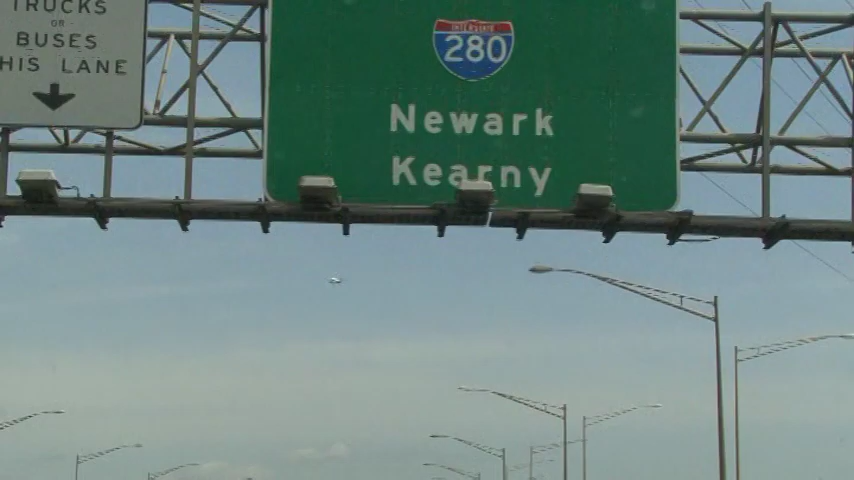 TRUCKS
OR
BUSES
HIS LANE
INTERSTATE
280
Newark
Kearny